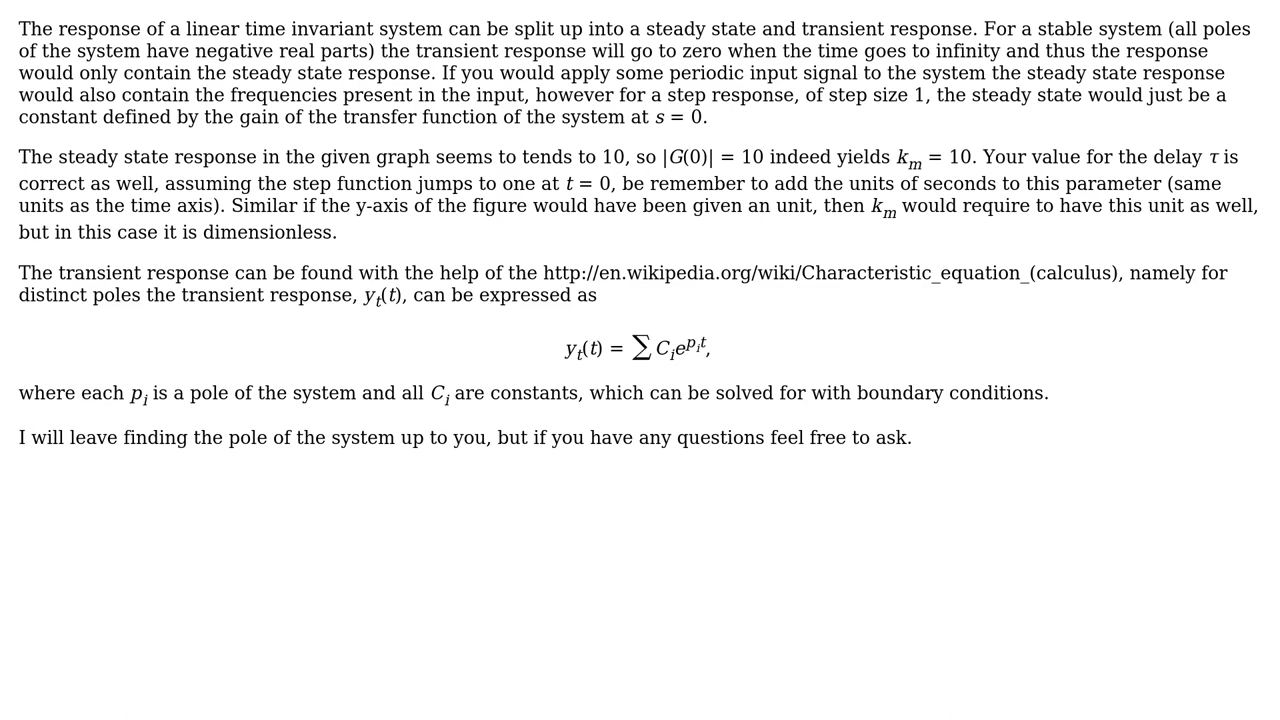 The response of a linear time invariant system can be split up into a steady state and transient response. For a stable system (all poles
of the system have negative real parts) the transient response will go to zero when the time goes to infinity and thus the response
would only contain the steady state response. If you would apply some periodic input signal to the system the steady state response
would also contain the frequencies present in the input, however for a step response, of step size 1, the steady state would just be a
constant defined by the gain of the transfer function of the system at s = 0.
The steady state response in the given graph seems to tends to 10, so |G(0)| = 10 indeed yields k_m = 10. Your value for the delay τ is
correct as well, assuming the step function jumps to one at t = 0, be remember to add the units of seconds to this parameter (same
units as the time axis). Similar if the y-axis of the figure would have been given an unit, then k_m would require to have this unit as well,
but in this case it is dimensionless.
The transient response can be found with the help of the http://en.wikipedia.org/wiki/Characteristic_equation_(calculus), namely for
distinct poles the transient response, y_t(t), can be expressed as
y_t(t) = ∑ C_i e^{p_i t},
where each p_i is a pole of the system and all C_i are constants, which can be solved for with boundary conditions.
I will leave finding the pole of the system up to you, but if you have any questions feel free to ask.